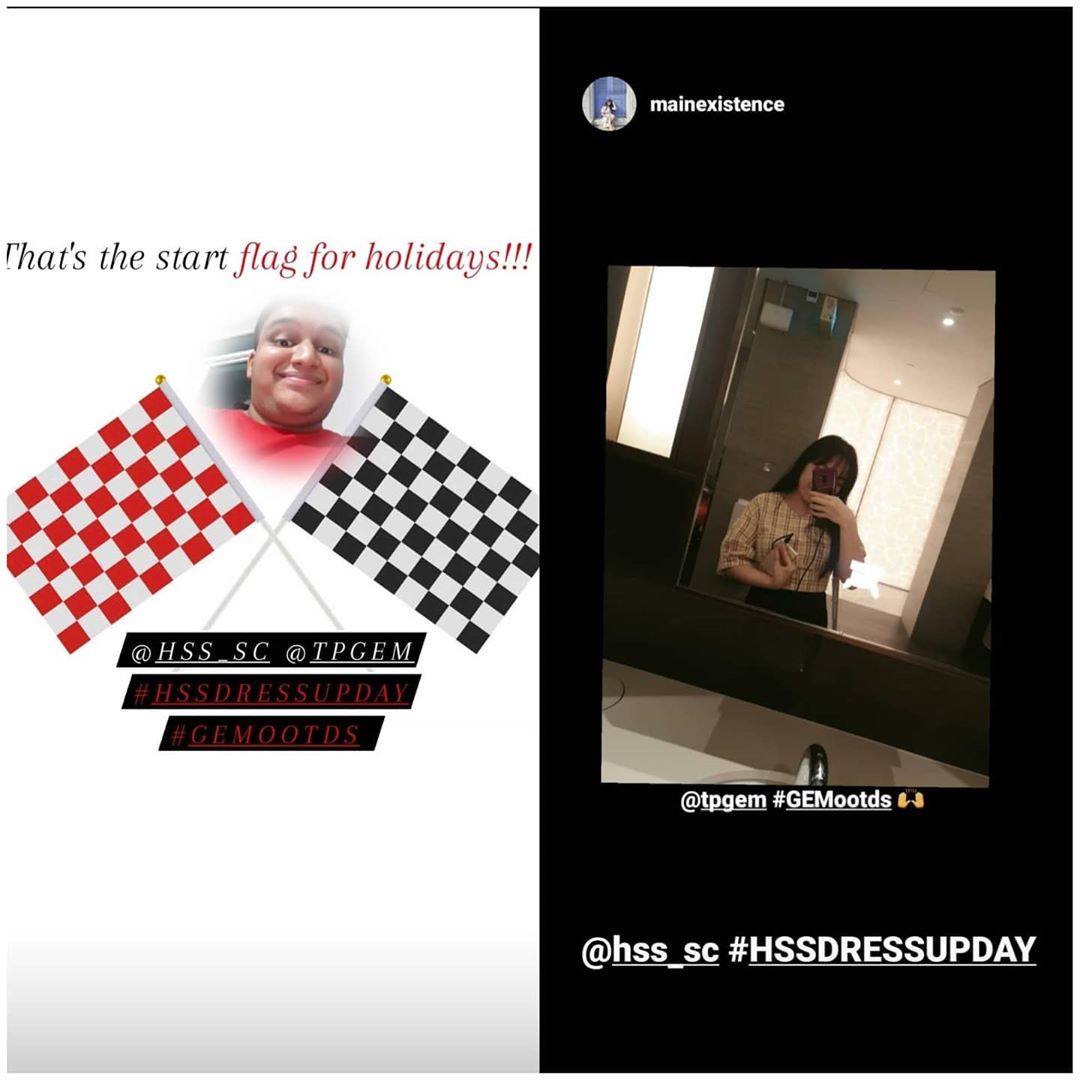 That's the start flag for holidays!!!
@HSS_SC @TPGEM
#HSSDRESSUPDAY
#GEMOOTDS
mainexistence
@tpgem #GEMootds 🙌
@hss_sc #HSSDRESSUPDAY